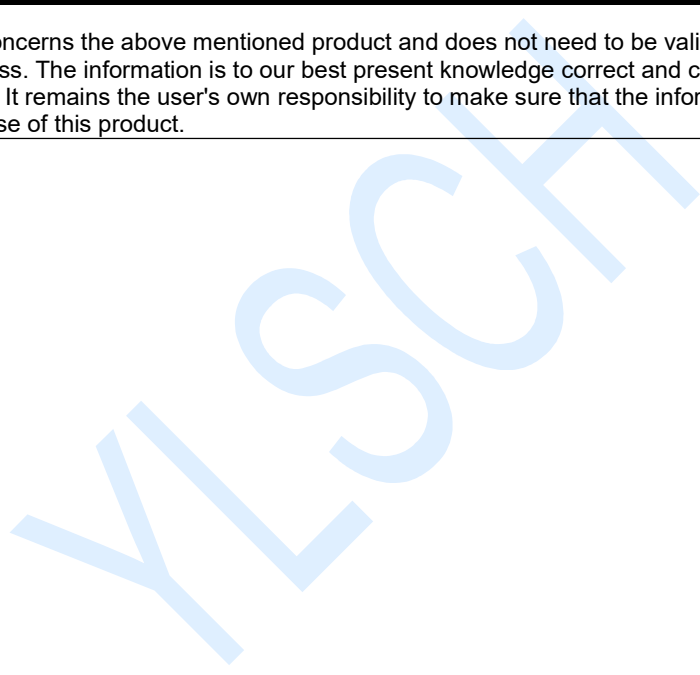 oncerns the above mentioned product and does not need to be vali
ss. The information is to our best present knowledge correct and c
It remains the user's own responsibility to make sure that the infor
se of this product.
YLSCH